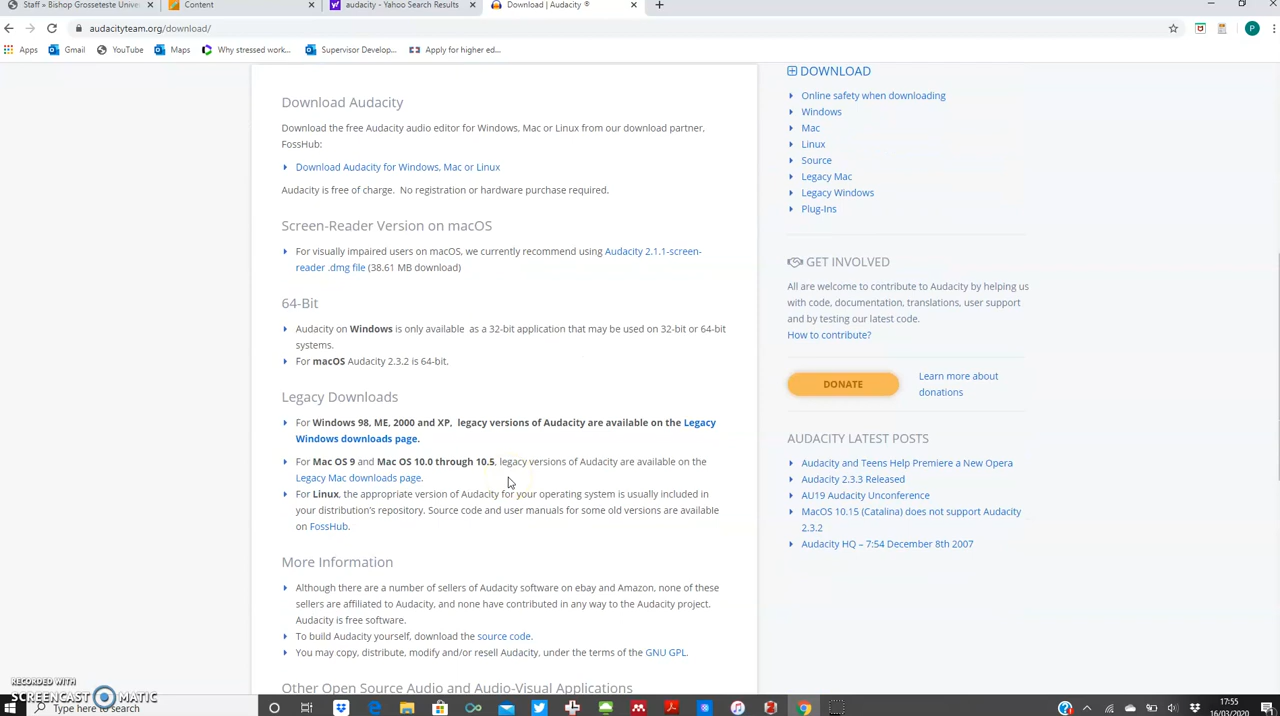 Staff » Bishop Grosseteste Unive
Content
audacity - Yahoo Search Results
Download | Audacity ®
audacityteam.org/download/
P
Apps
Gmail
YouTube
Maps
Why stressed work...
Supervisor Develop...
Apply for higher ed...
Download Audacity
Download the free Audacity audio editor for Windows, Mac or Linux from our download partner,
FossHub:
Download Audacity for Windows, Mac or Linux
Audacity is free of charge. No registration or hardware purchase required.
Screen-Reader Version on macOS
For visually impaired users on macOS, we currently recommend using Audacity 2.1.1-screen-
reader .dmg file (38.61 MB download)
64-Bit
Audacity on Windows is only available as a 32-bit application that may be used on 32-bit or 64-bit
systems.
For macOS Audacity 2.3.2 is 64-bit.
Legacy Downloads
For Windows 98, ME, 2000 and XP, legacy versions of Audacity are available on the Legacy
Windows downloads page.
For Mac OS 9 and Mac OS 10.0 through 10.5, legacy versions of Audacity are available on the
Legacy Mac downloads page.
For Linux, the appropriate version of Audacity for your operating system is usually included in
your distribution's repository. Source code and user manuals for some old versions are available
on FossHub.
More Information
Although there are a number of sellers of Audacity software on ebay and Amazon, none of these
sellers are affiliated to Audacity, and none have contributed in any way to the Audacity project.
Audacity is free software.
To build Audacity yourself, download the source code.
You may copy, distribute, modify and/or resell Audacity, under the terms of the GNU GPL.
Other Open Source Audio and Audio-Visual Applications
DOWNLOAD
Online safety when downloading
Windows
Mac
Linux
Source
Legacy Mac
Legacy Windows
Plug-Ins
GET INVOLVED
All are welcome to contribute to Audacity by helping us
with code, documentation, translations, user support
and by testing our latest code.
How to contribute?
DONATE
Learn more about
donations
AUDACITY LATEST POSTS
Audacity and Teens Help Premiere a New Opera
Audacity 2.3.3 Released
AU19 Audacity Unconference
MacOS 10.15 (Catalina) does not support Audacity
2.3.2
Audacity HQ – 7:54 December 8th 2007
RECORDED WITH
SCREENCAST MATIC
Type here to search
17:55
16/03/2020